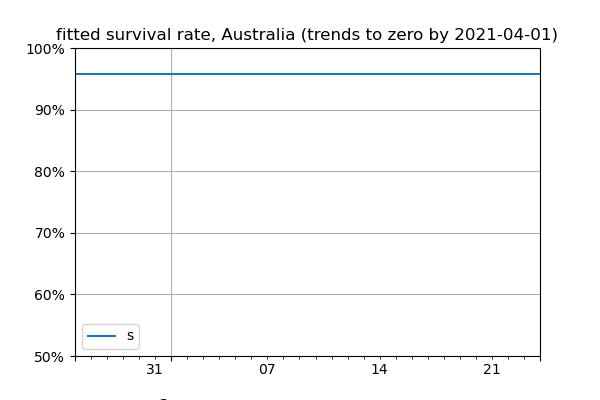 fitted survival rate, Australia (trends to zero by 2021-04-01)
100%
90%
80%
70%
60%
50%
s
31 07 14 21